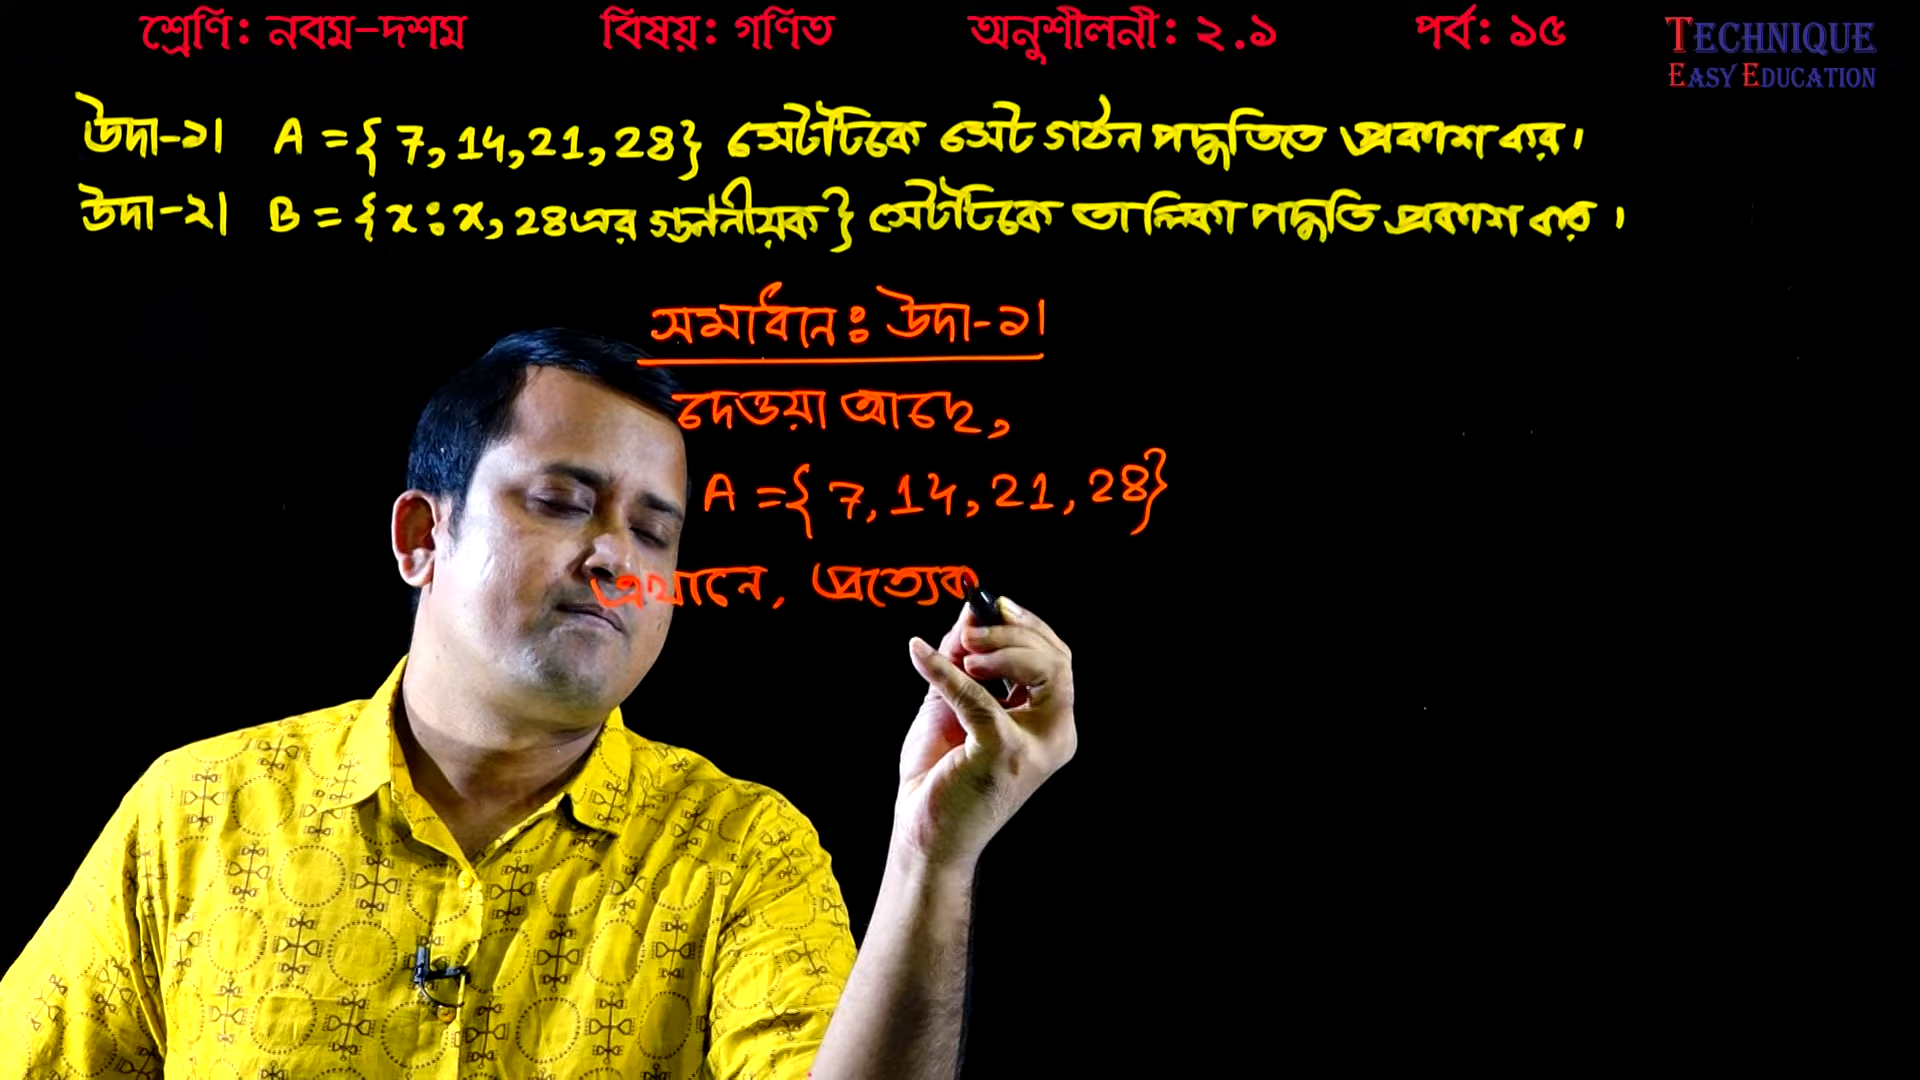 শ্রেণি: নবম-দশম বিষয়: গণিত অনুশীলনী: ২.১ পর্ব: ১৫
TECHNIQUE
EASY EDUCATION
উদা-১। A = {7, 14, 21, 28} সেটটিকে সেট গঠন পদ্ধতিতে প্রকাশ কর।
উদা-২। B = {x : x, 28 এর গুণনীয়ক} সেটটিকে তালিকা পদ্ধতি প্রকাশ কর।
সমাধান: উদা-১।
দেওয়া আছে,
A = {7, 14, 21, 28}
এখানে, প্রত্যেক